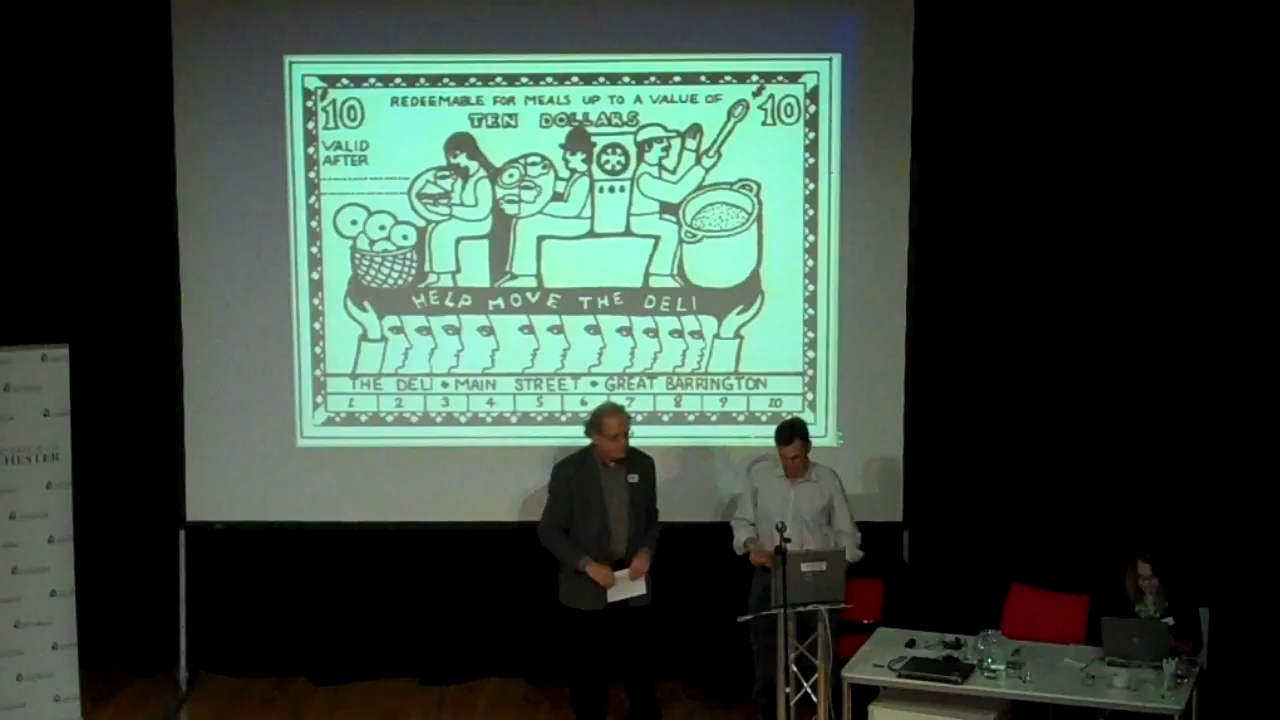 10
REDEEMABLE FOR MEALS UP TO A VALUE OF
$10
TEN DOLLARS
VALID
AFTER
HELP MOVE THE DELI
THE DELI • MAIN STREET • GREAT BARRINGTON
1 2 3 4 5 6 7 8 9 10